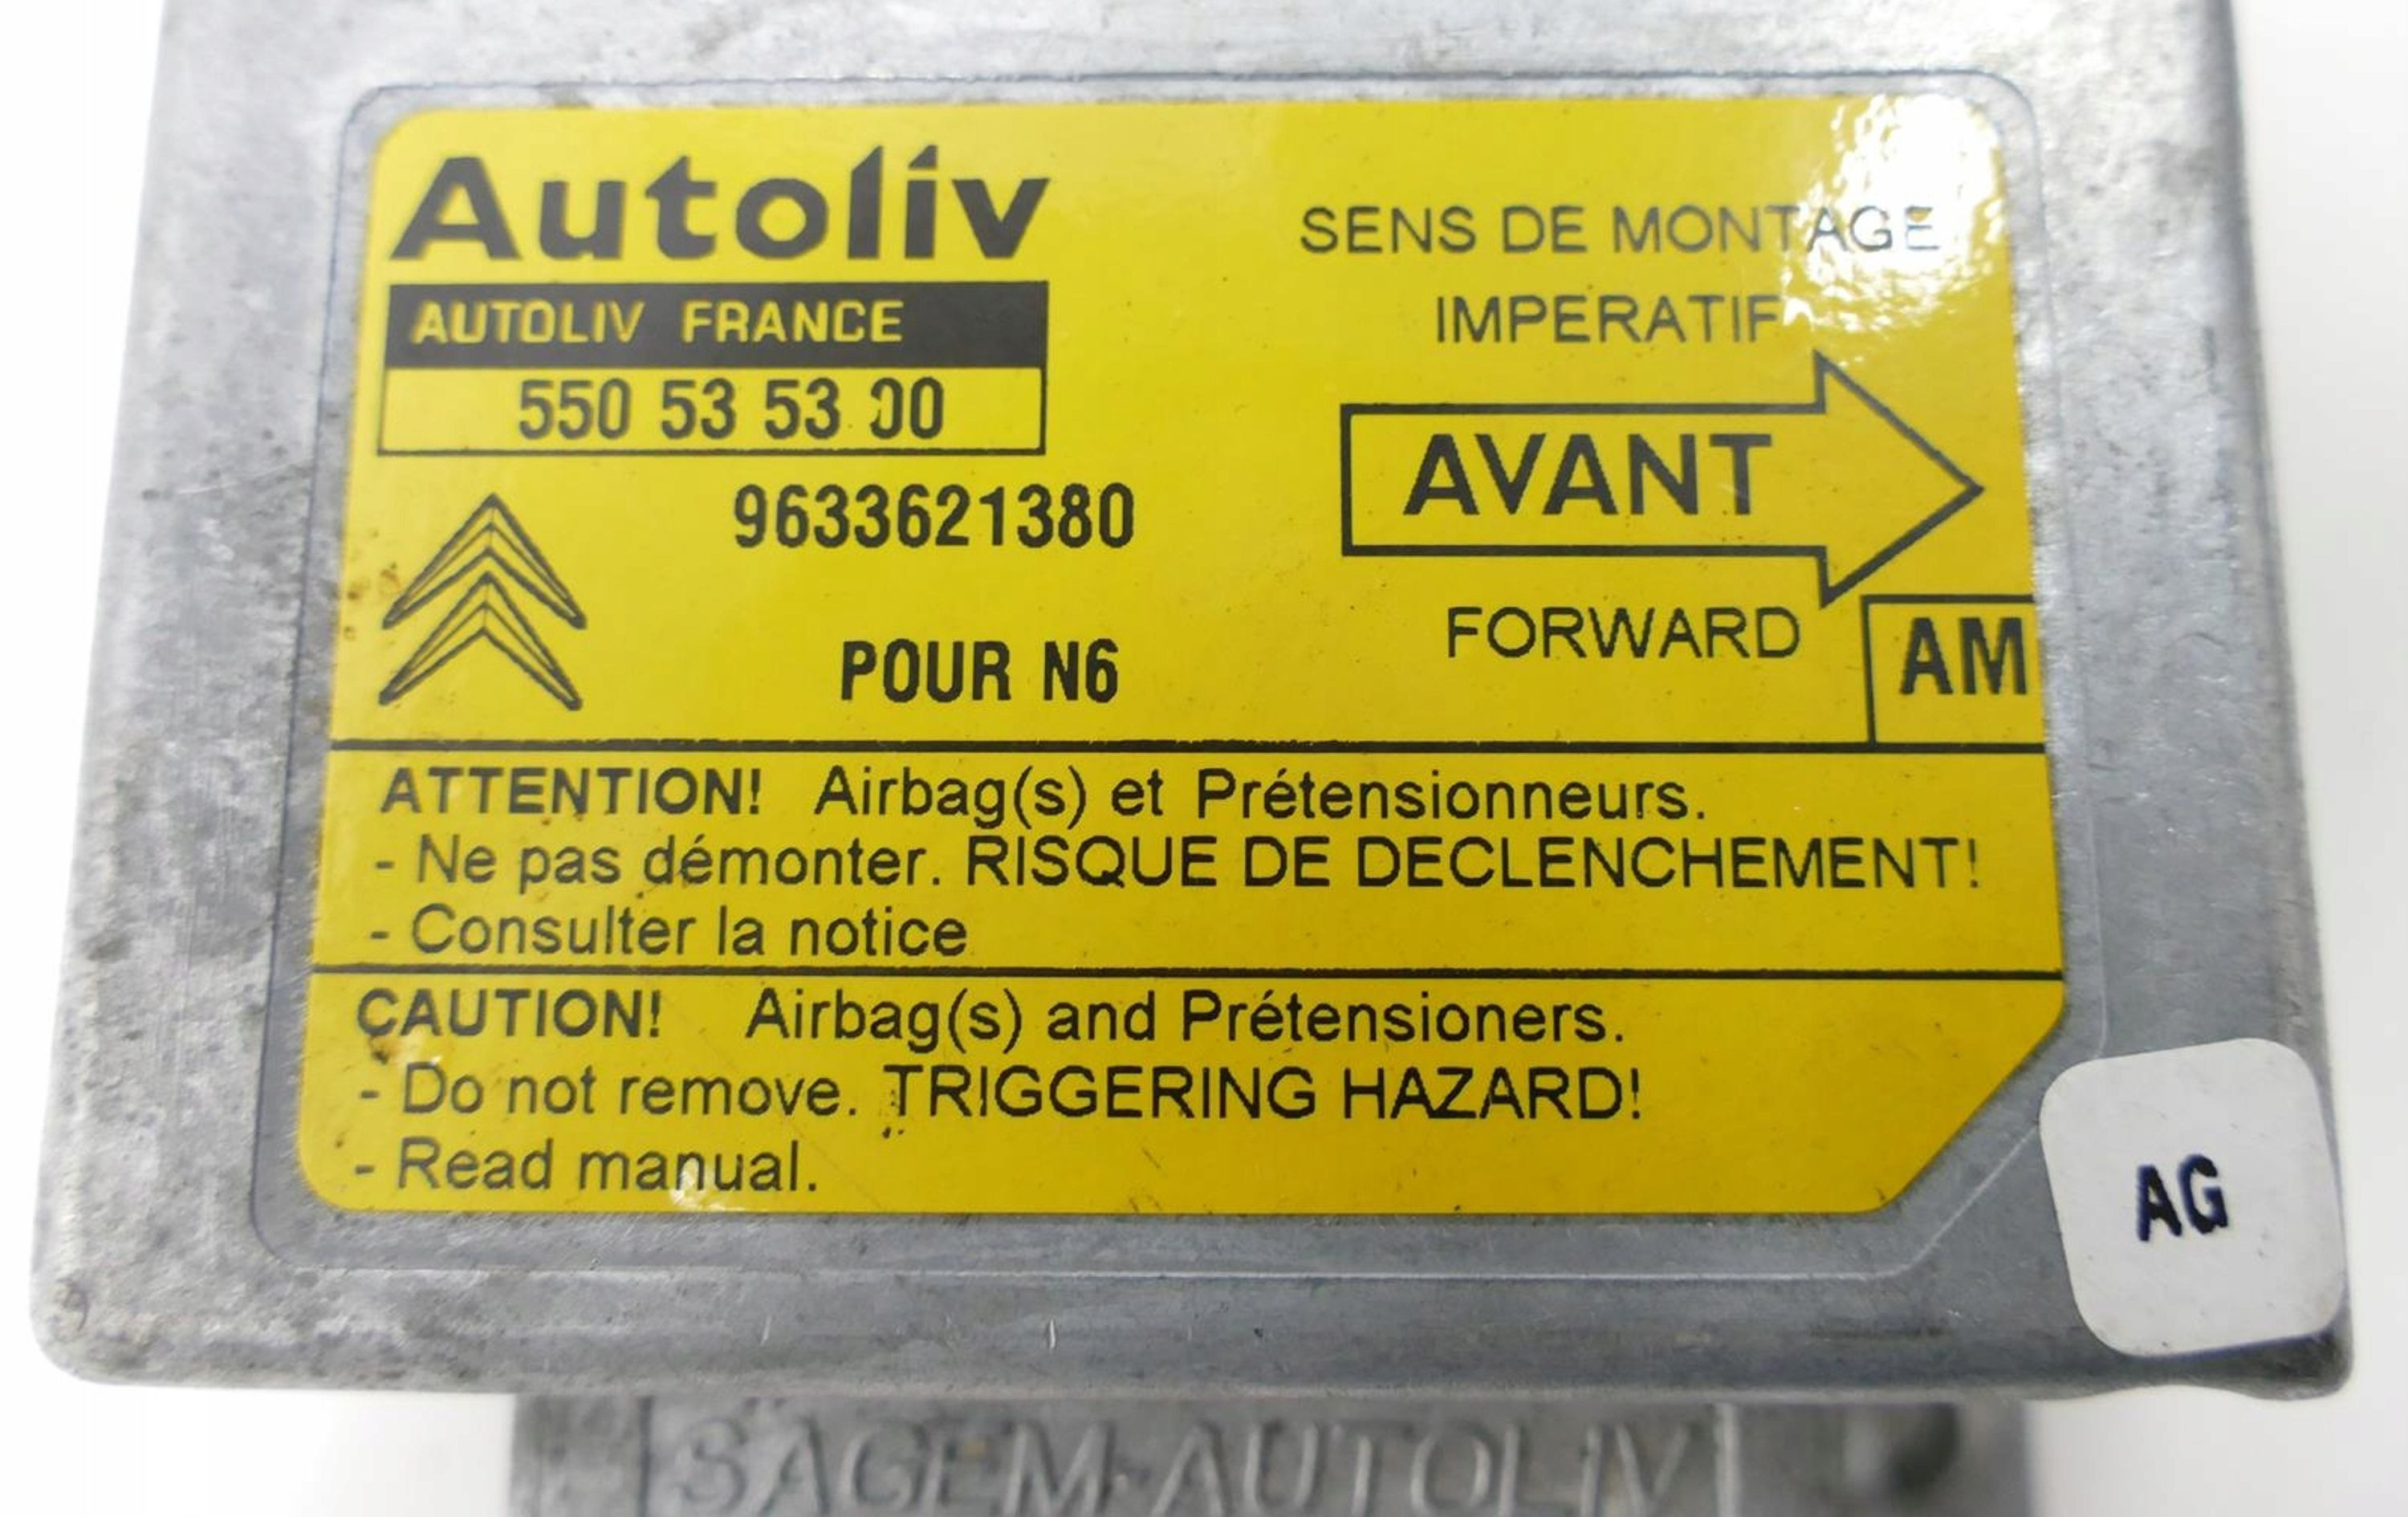 Autoliv
AUTOLIV FRANCE
550 53 53 00
9633621380
POUR N6
SENS DE MONTAGE
IMPERATIF
AVANT
FORWARD
AM
ATTENTION! Airbag(s) et Prétensionneurs.
- Ne pas démonter. RISQUE DE DECLENCHEMENT!
- Consulter la notice
CAUTION! Airbag(s) and Prétensioners.
- Do not remove. TRIGGERING HAZARD!
- Read manual.
AG
SAGEM-AUTOLIV